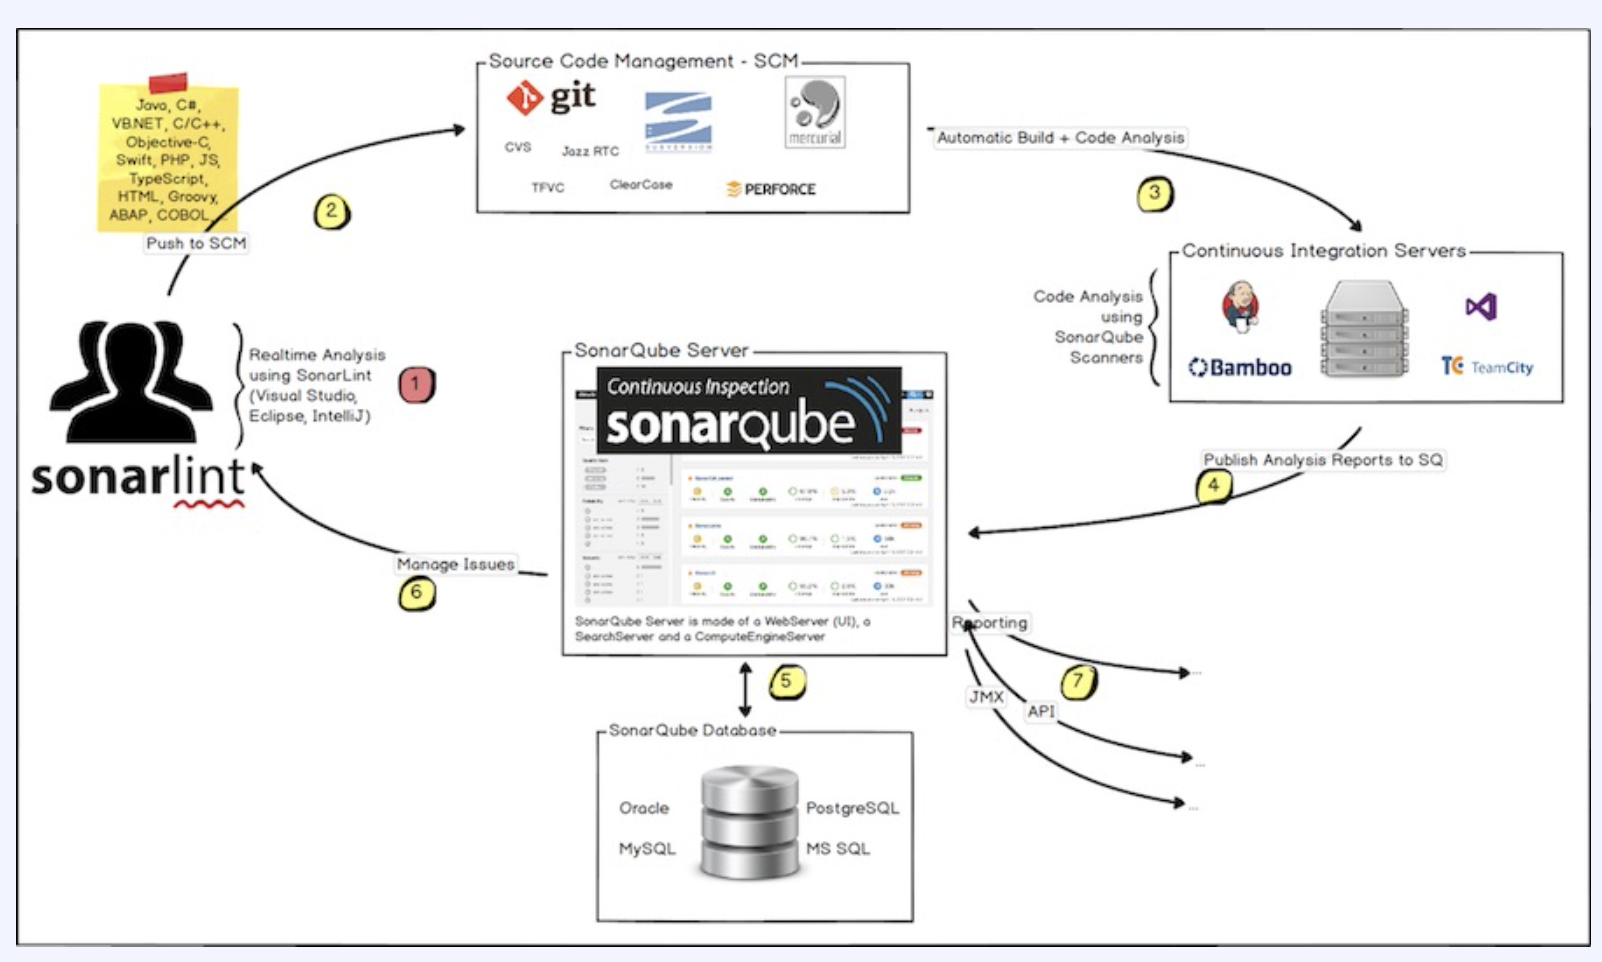 Java, C#,
VB.NET, C/C++,
Objective-C,
Swift, PHP, JS,
TypeScript,
HTML, Groovy,
ABAP, COBOL,
Push to SCM
2
Source Code Management - SCM
git
SUBVERSION
mercurial
CVS
Jazz RTC
TFVC
ClearCase
PERFORCE
Automatic Build + Code Analysis
3
Continuous Integration Servers
Code Analysis
using
SonarQube
Scanners
Bamboo
TC TeamCity
Realtime Analysis
using SonarLint
(Visual Studio,
Eclipse, IntelliJ)
1
sonarlint
SonarQube Server
Continuous Inspection
sonarqube
SonarQube Server is made of a WebServer (UI), a
SearchServer and a ComputeEngineServer
Publish Analysis Reports to SQ
4
Manage Issues
6
5
Reporting
7
JMX
API
...
...
...
SonarQube Database
Oracle
PostgreSQL
MySQL
MS SQL